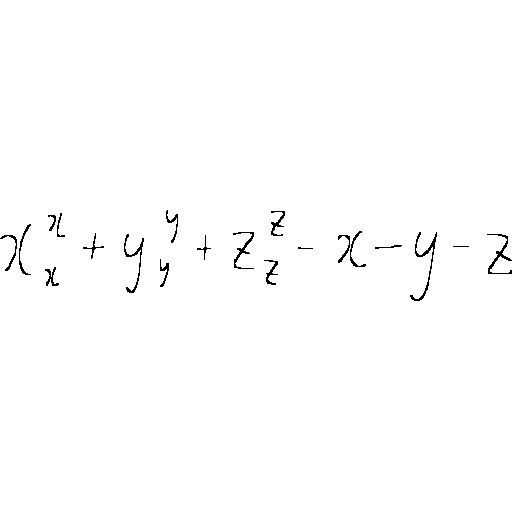 x_x^x + y_y^y + z_z^z - x - y - z